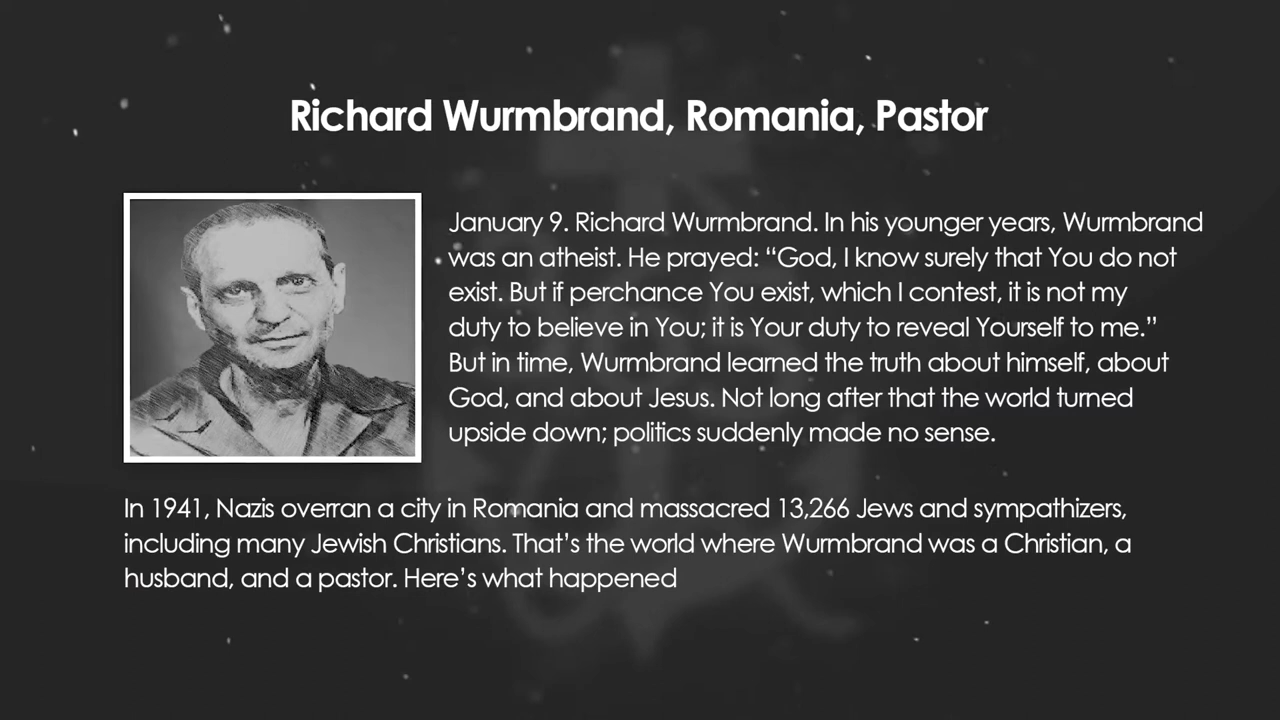 Richard Wurmbrand, Romania, Pastor
January 9. Richard Wurmbrand. In his younger years, Wurmbrand
was an atheist. He prayed: “God, I know surely that You do not
exist. But if perchance You exist, which I contest, it is not my
duty to believe in You; it is Your duty to reveal Yourself to me.”
But in time, Wurmbrand learned the truth about himself, about
God, and about Jesus. Not long after that the world turned
upside down; politics suddenly made no sense.
In 1941, Nazis overran a city in Romania and massacred 13,266 Jews and sympathizers,
including many Jewish Christians. That’s the world where Wurmbrand was a Christian, a
husband, and a pastor. Here’s what happened